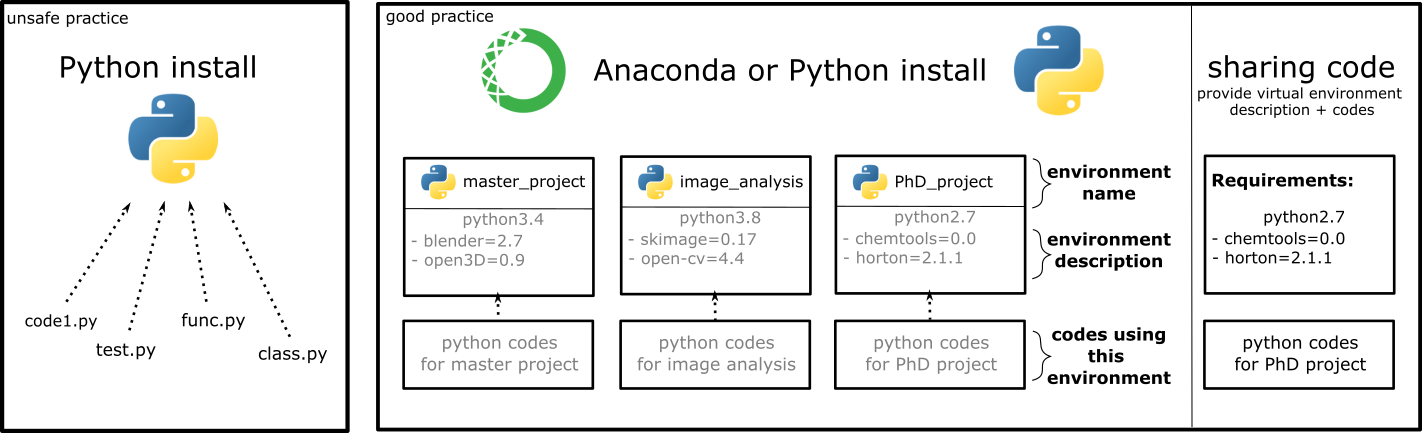 unsafe practice
Python install
code1.py
test.py
func.py
class.py
good practice
Anaconda or Python install
master_project
python3.4
- blender=2.7
- open3D=0.9
python codes
for master project
image_analysis
python3.8
- skimage=0.17
- open-cv=4.4
python codes
for image analysis
PhD_project
python2.7
- chemtools=0.0
- horton=2.1.1
python codes
for PhD project
environment
name
environment
description
codes using
this
environment
sharing code
provide virtual environment
description + codes
Requirements:
python2.7
- chemtools=0.0
- horton=2.1.1
python codes
for PhD project